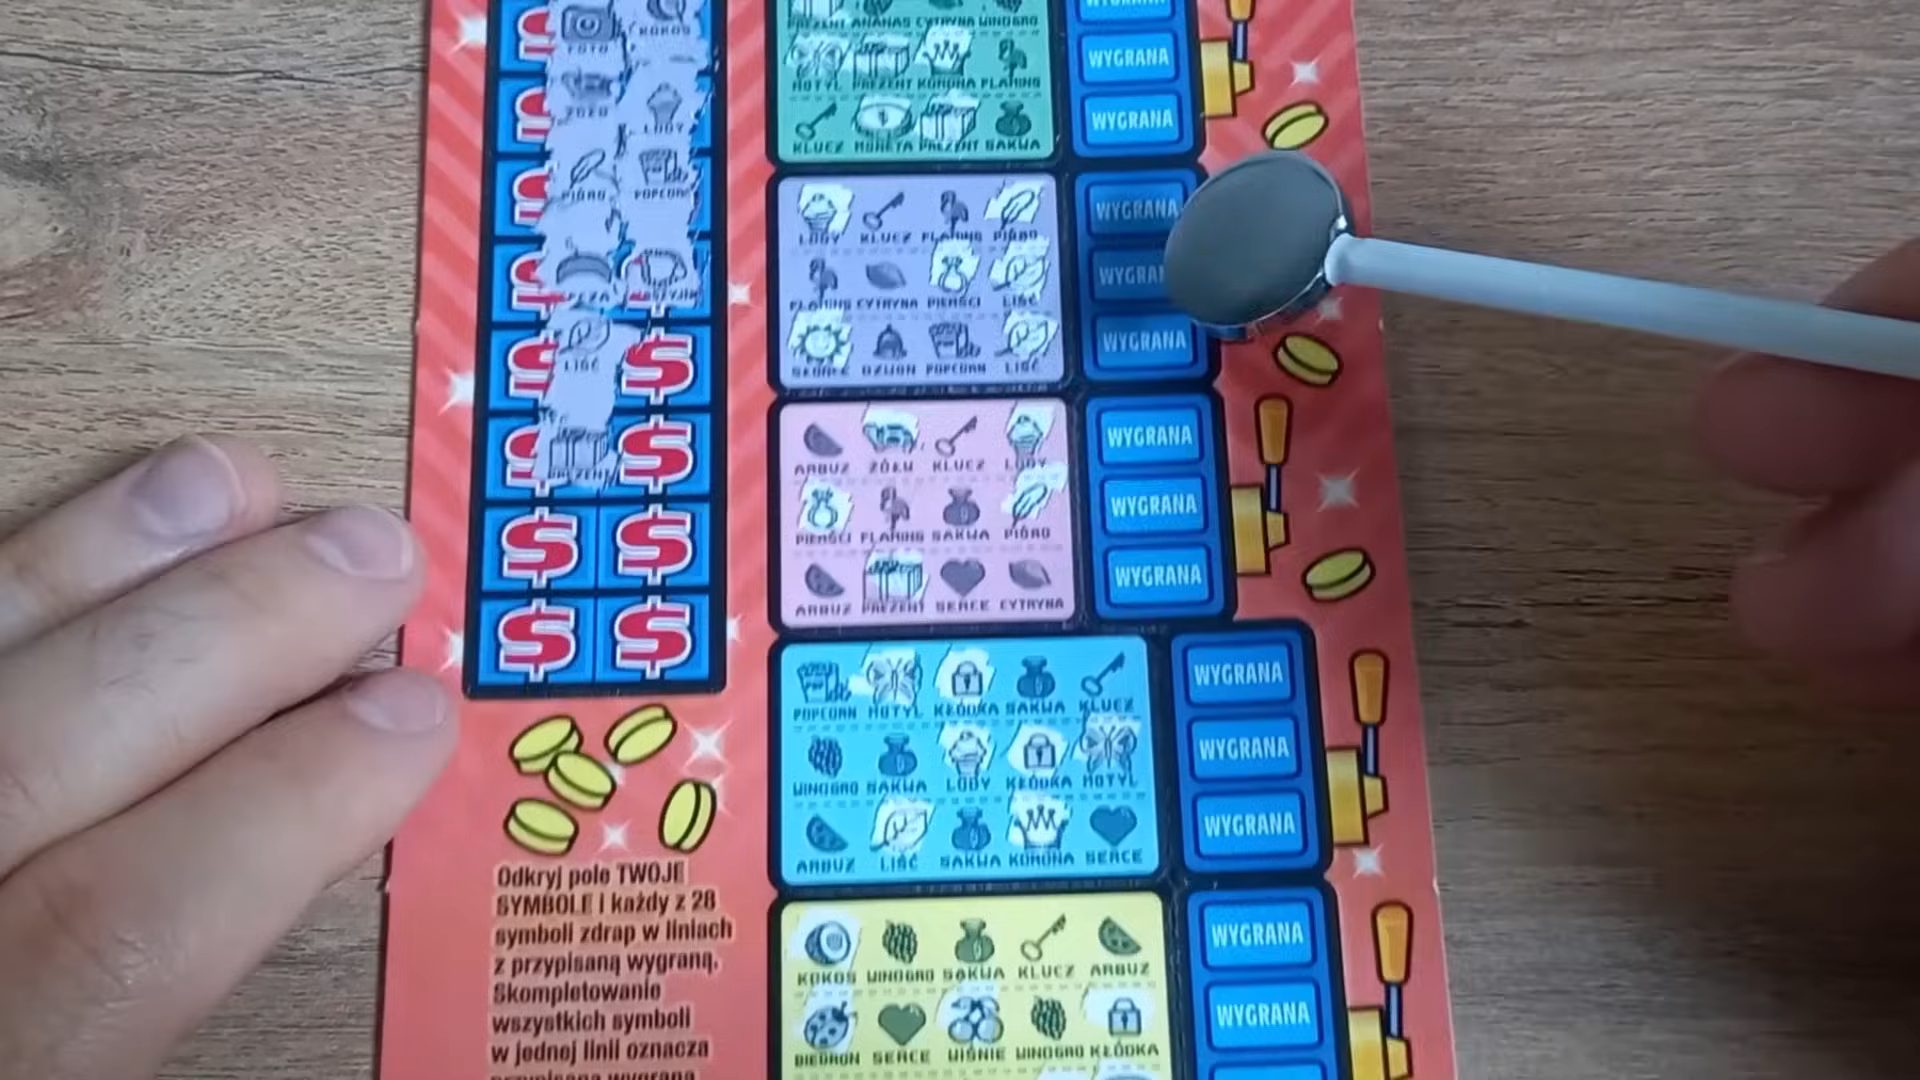 FOTO KOKOS
ŻÓŁW LODY
PIÓRO POPCORN
LIŚĆ
PREZENT
PREZENT ANANAS CYTRYNA WINOGRO
MOTYL PREZENT KORONA FLAMING
KLUCZ MONETA PREZENT SAKWA
WYGRANA
WYGRANA
WYGRANA
LODY KLUCZ FLAMING PIÓRO
FLAMING CYTRYNA PIERŚCI LIŚĆ
SŁOŃCE DZWON POPCORN LIŚĆ
WYGRANA
WYGRANA
WYGRANA
ARBUZ ŻÓŁW KLUCZ LODY
PIERŚCI FLAMING SAKWA PIÓRO
ARBUZ PREZENT SERCE CYTRYNA
WYGRANA
WYGRANA
WYGRANA
POPCORN MOTYL KŁÓDKA SAKWA KLUCZ
WINOGRO SAKWA LODY KŁÓDKA MOTYL
ARBUZ LIŚĆ SAKWA KORONA SERCE
WYGRANA
WYGRANA
WYGRANA
KOKOS WINOGRO SAKWA KLUCZ ARBUZ
BIEDRON SERCE WIŚNIE WINOGRO KŁÓDKA
WYGRANA
WYGRANA
Odkryj pole TWOJE
SYMBOLE i każdy z 28
symboli zdrap w liniach
z przypisaną wygraną.
Skompletowanie
wszystkich symboli
w jednej linii oznacza
przypisaną wygraną